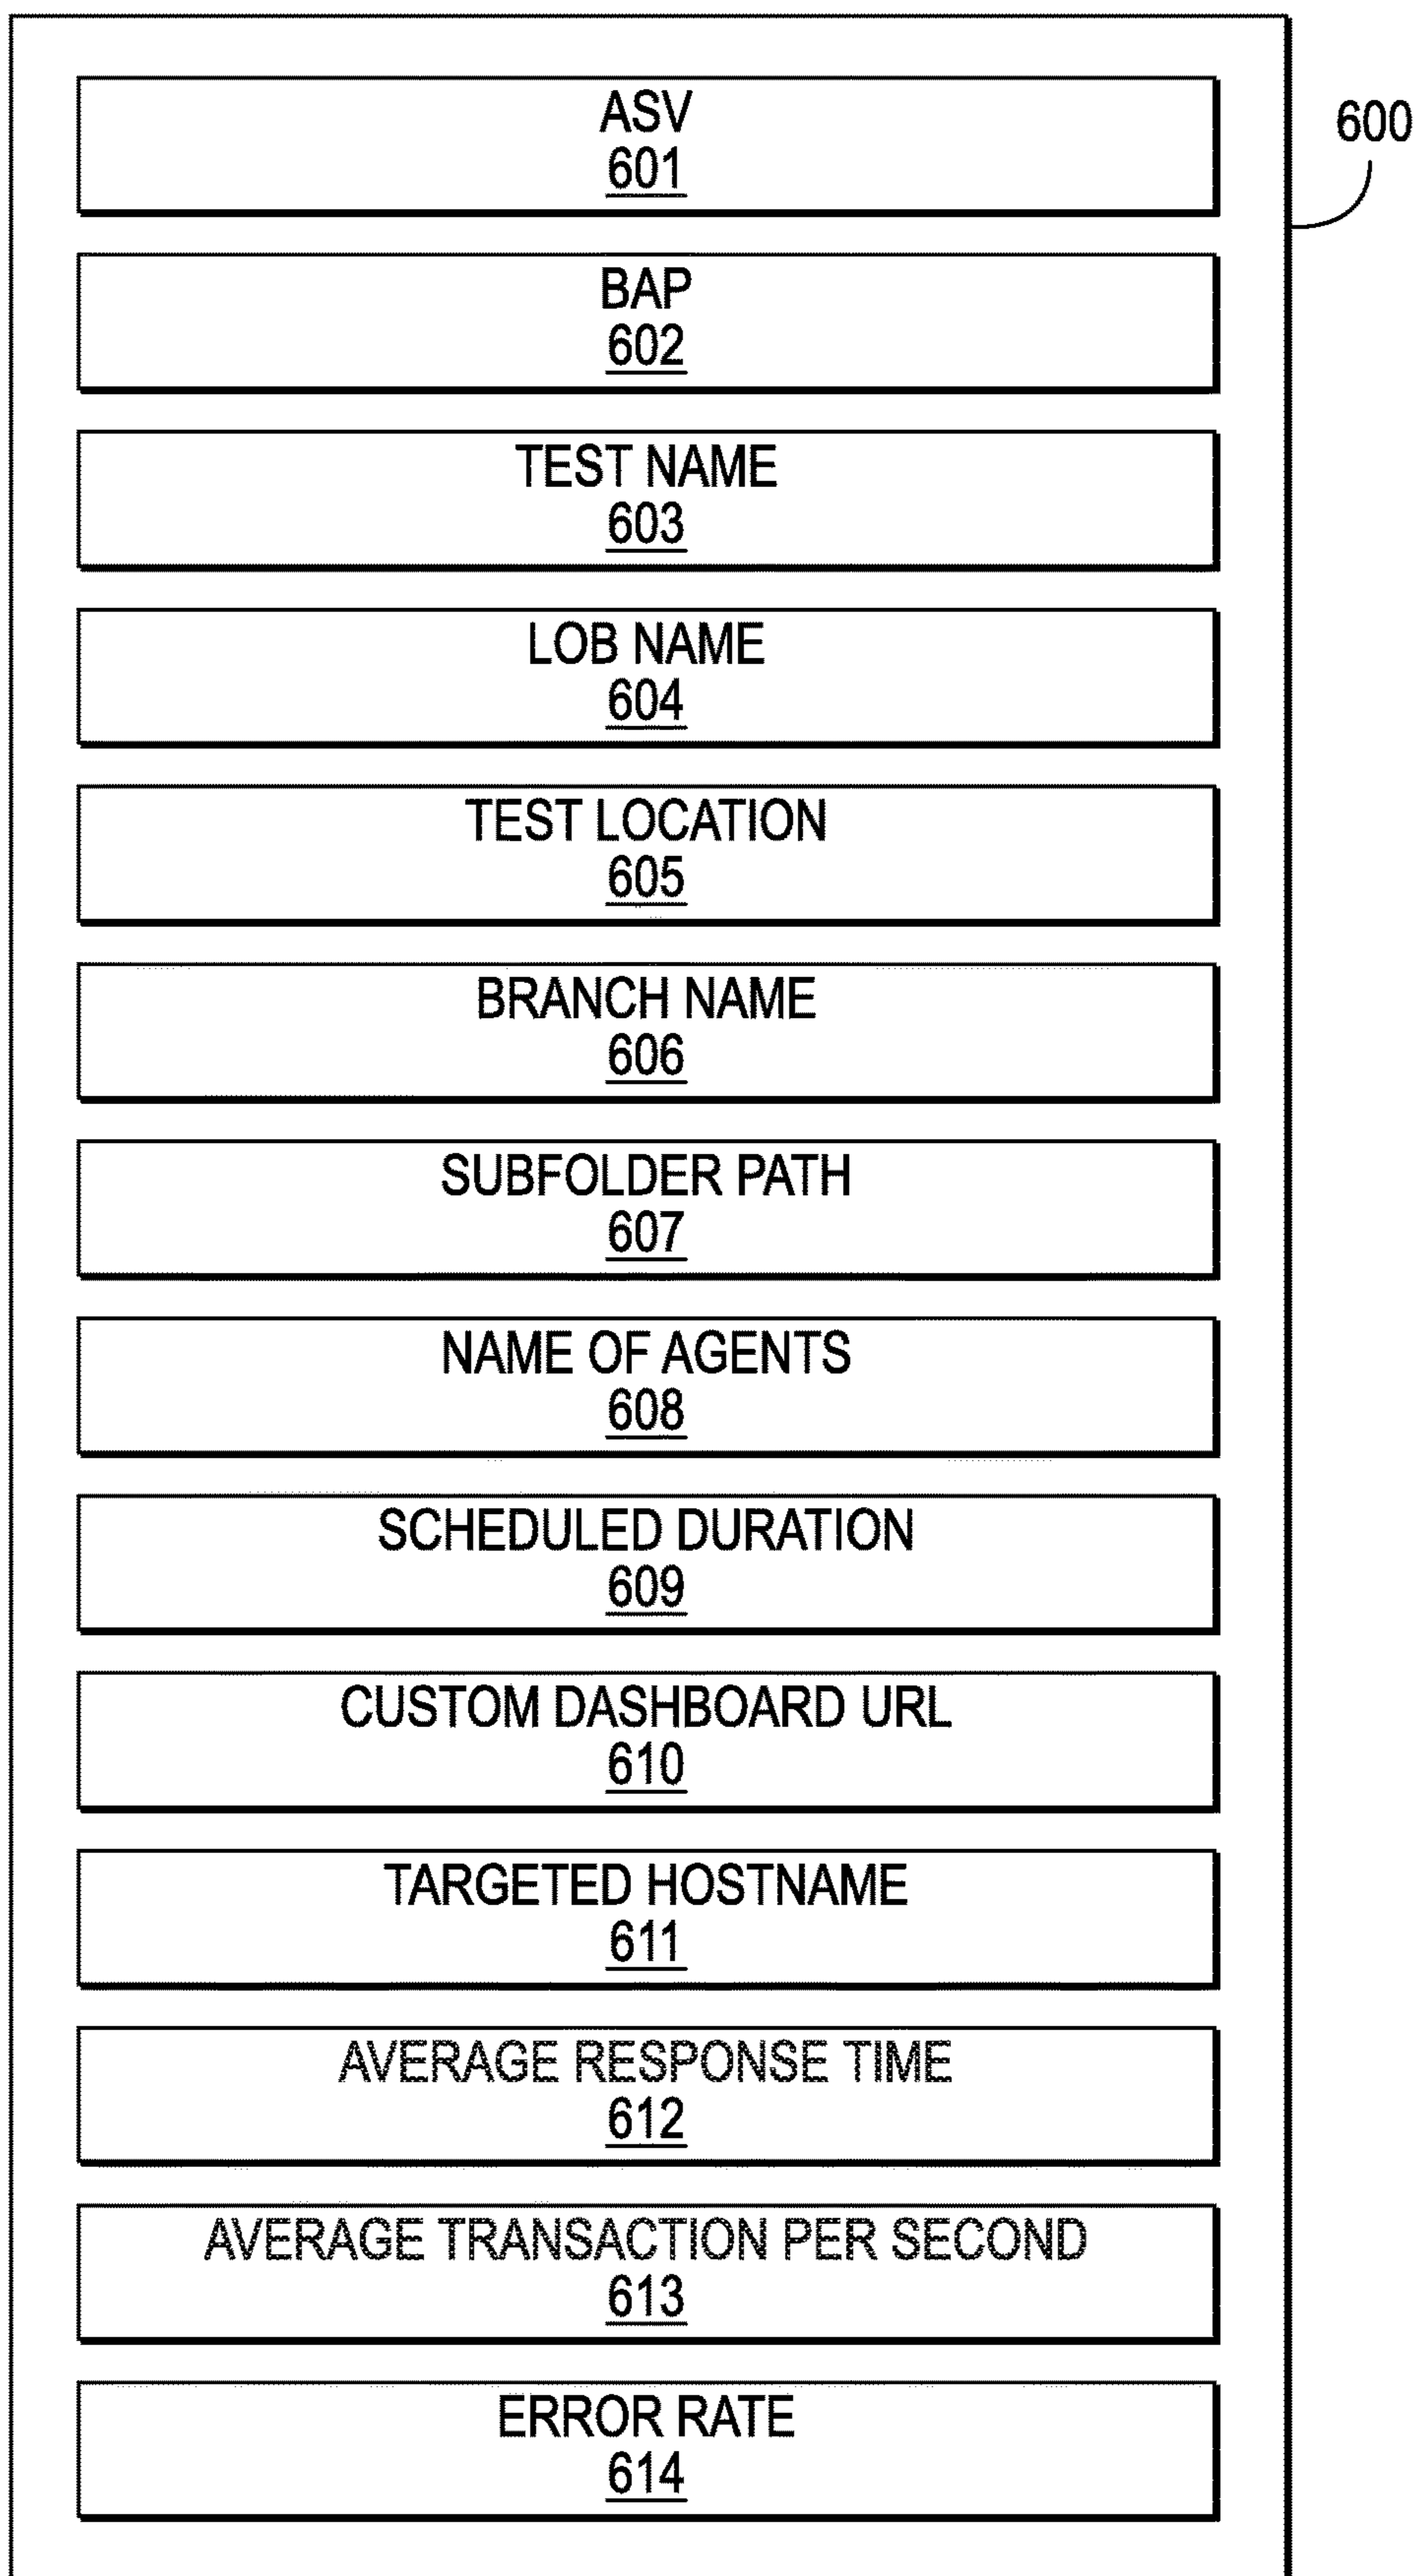 ASV
601
600
BAP
602
TEST NAME
603
LOB NAME
604
TEST LOCATION
605
BRANCH NAME
606
SUBFOLDER PATH
607
NAME OF AGENTS
608
SCHEDULED DURATION
609
CUSTOM DASHBOARD URL
610
TARGETED HOSTNAME
611
AVERAGE RESPONSE TIME
612
AVERAGE TRANSACTION PER SECOND
613
ERROR RATE
614